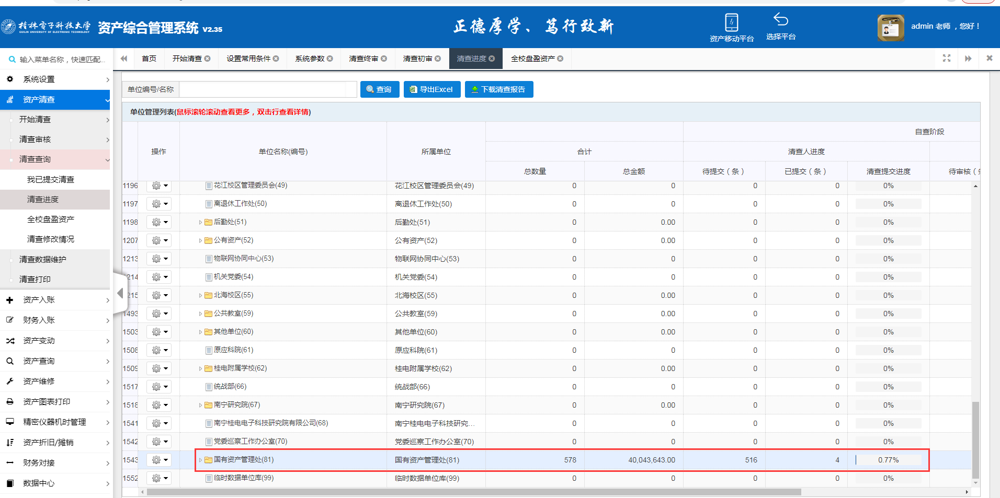 桂林電子科技大学
GUILIN UNIVERSITY OF ELECTRONIC TECHNOLOGY
资产综合管理系统 V2.35
正德厚学、笃行致新
资产移动平台
选择平台
admin 老师 ，您好！
输入菜单名称，快速匹配...
首页 开始清查 设置常用条件 系统参数 清查终审 清查初审 清查进度 全校盘盈资产
系统设置
资产清查
开始清查
清查审核
清查查询
我已提交清查
清查进度
全校盘盈资产
清查修改情况
清查数据维护
清查打印
资产入账
财务入账
资产变动
资产查询
资产维修
资产图表打印
精密仪器机时管理
资产折旧/摊销
财务对接
数据中心
单位编号/名称 查询 导出Excel 下载清查报告
单位管理列表(鼠标滚轮滚动查看更多，双击行查看详情)
自查阶段
操作 单位名称(编号) 所属单位 合计 清查人进度
总数量 总金额 待提交（条） 已提交（条） 清查提交进度 待审核（
1196 花江校区管理委员会(49) 花江校区管理委员会(49) 0 0 0 0 0%
1197 离退休工作处(50) 离退休工作处(50) 0 0 0 0 0%
1198 后勤处(51) 后勤处(51) 0 0.00 0 0 0%
1207 公有资产(52) 公有资产(52) 0 0.00 0 0 0%
1213 物联网协同中心(53) 物联网协同中心(53) 0 0 0 0 0%
214 机关党委(54) 机关党委(54) 0 0 0 0 0%
215 北海校区(55) 北海校区(55) 0 0.00 0 0 0%
1493 公共教室(59) 公共教室(59) 0 0.00 0 0 0%
1503 其他单位(60) 其他单位(60) 0 0.00 0 0 0%
1508 原应科院(61) 原应科院(61) 0 0 0 0 0%
1509 桂电附属学校(62) 桂电附属学校(62) 0 0.00 0 0 0%
1517 统战部(66) 统战部(66) 0 0 0 0 0%
1518 南宁研究院(67) 南宁研究院(67) 0 0.00 0 0 0%
1541 南宁桂电电子科技研究院有限公司(68) 南宁桂电电子科技研究... 0 0 0 0 0%
1542 党委巡察工作办公室(70) 党委巡察工作办公室(70) 0 0 0 0 0%
1543 国有资产管理处(81) 国有资产管理处(81) 578 40,043,643.00 516 4 0.77%
1552 临时数据单位库(99) 临时数据单位库(99) 0 0 0 0 0%